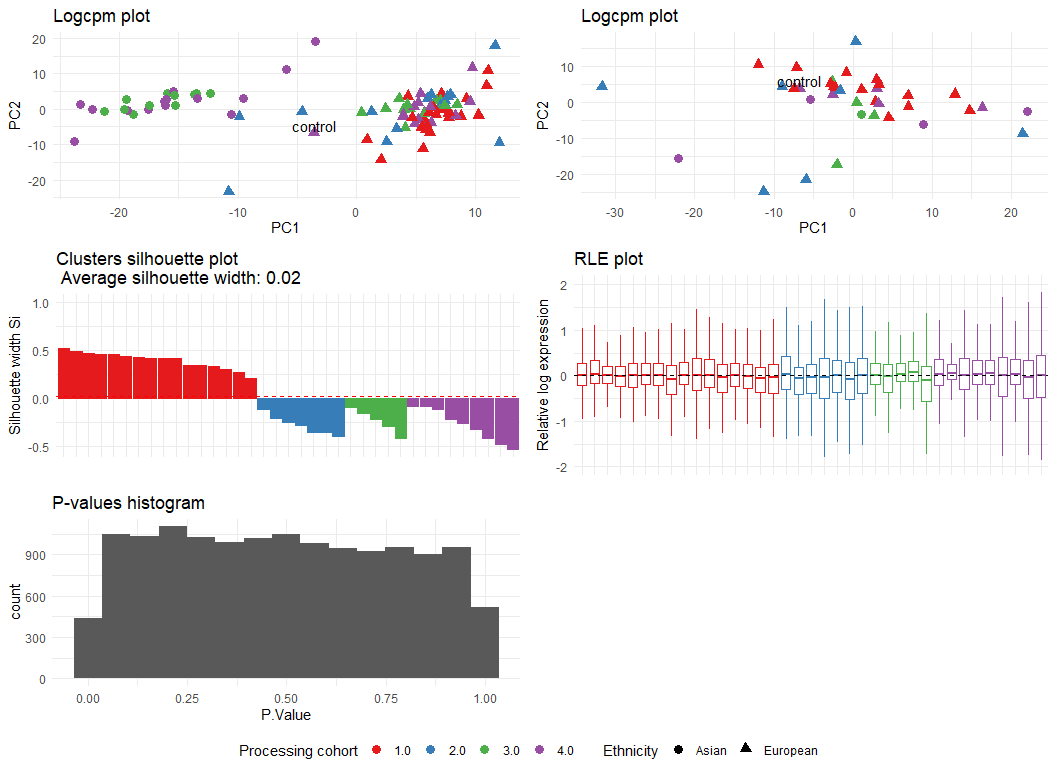 Logcpm plot
20
10
0
-10
-20
PC2
control
-20
-10
0
10
PC1
Logcpm plot
10
0
-10
-20
PC2
control
-30
-20
-10
0
10
20
PC1
Clusters silhouette plot
Average silhouette width: 0.02
1.0
0.5
0.0
-0.5
Silhouette width Si
RLE plot
2
1
0
-1
-2
Relative log expression
P-values histogram
900
600
300
0
count
0.00
0.25
0.50
0.75
1.00
P.Value
Processing cohort 1.0 2.0 3.0 4.0 Ethnicity Asian European